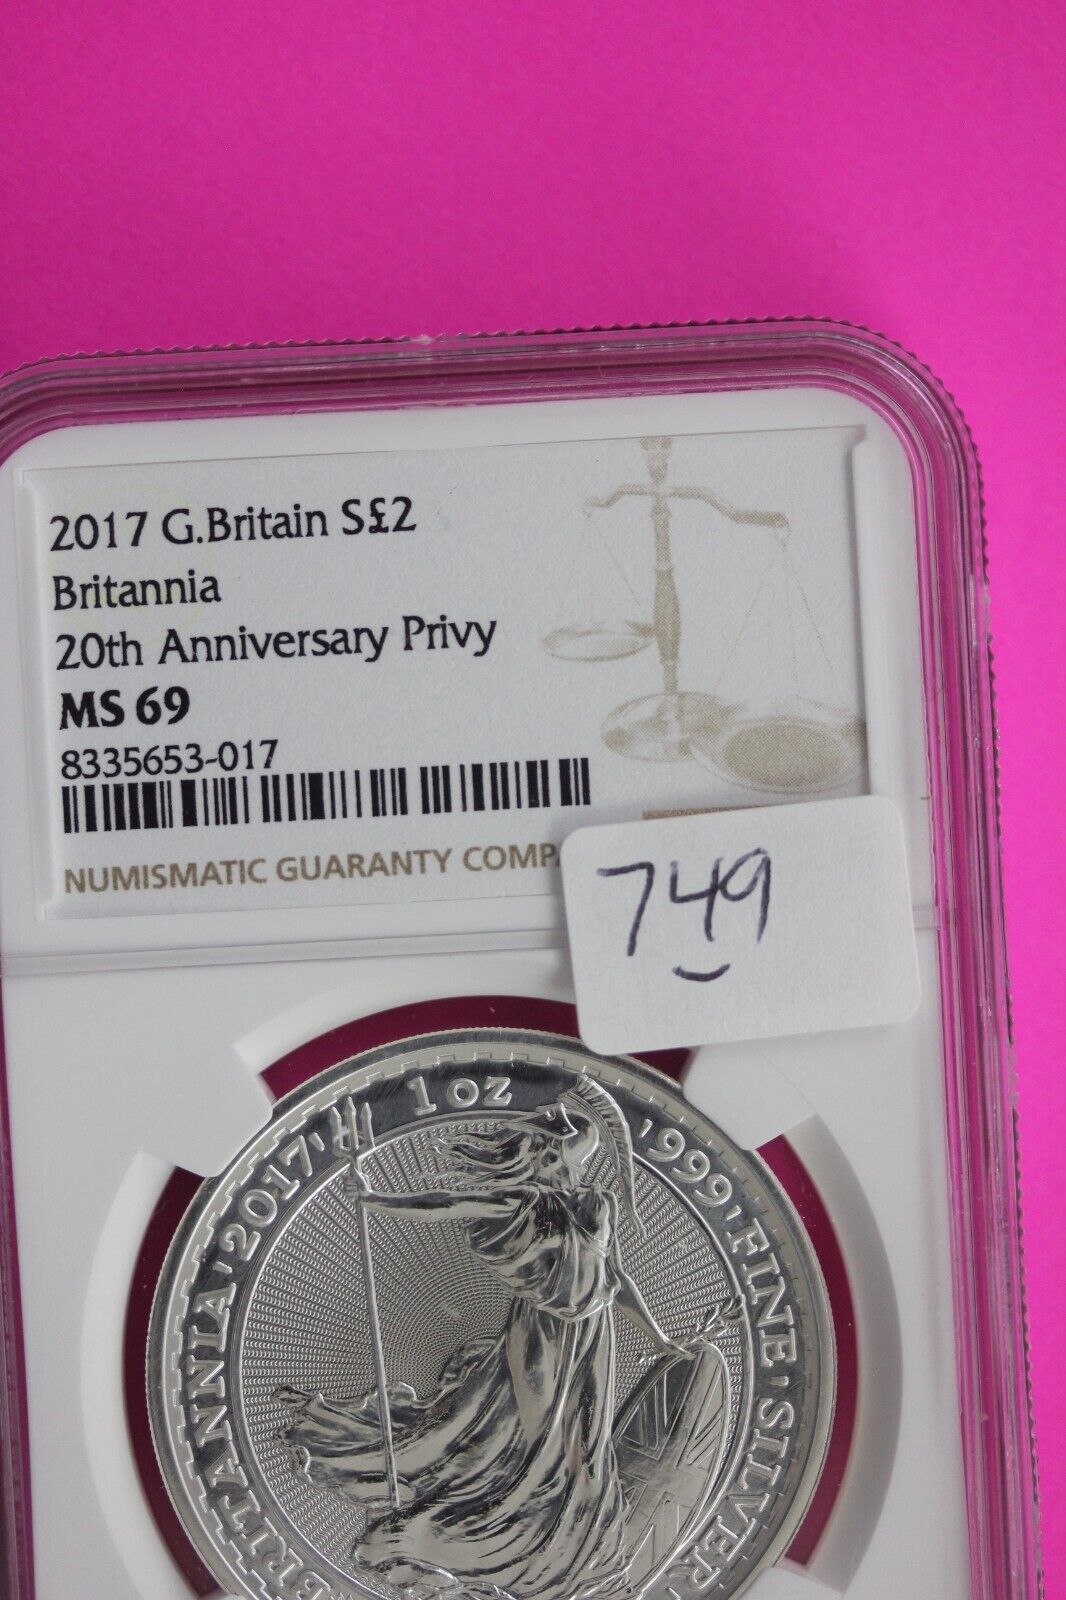 2017 G.Britain S£2
Britannia
20th Anniversary Privy
MS 69
8335653-017
NUMISMATIC GUARANTY COMP
749
BRITANNIA · 2017 · 1 OZ · 999 · FINE · SILVER